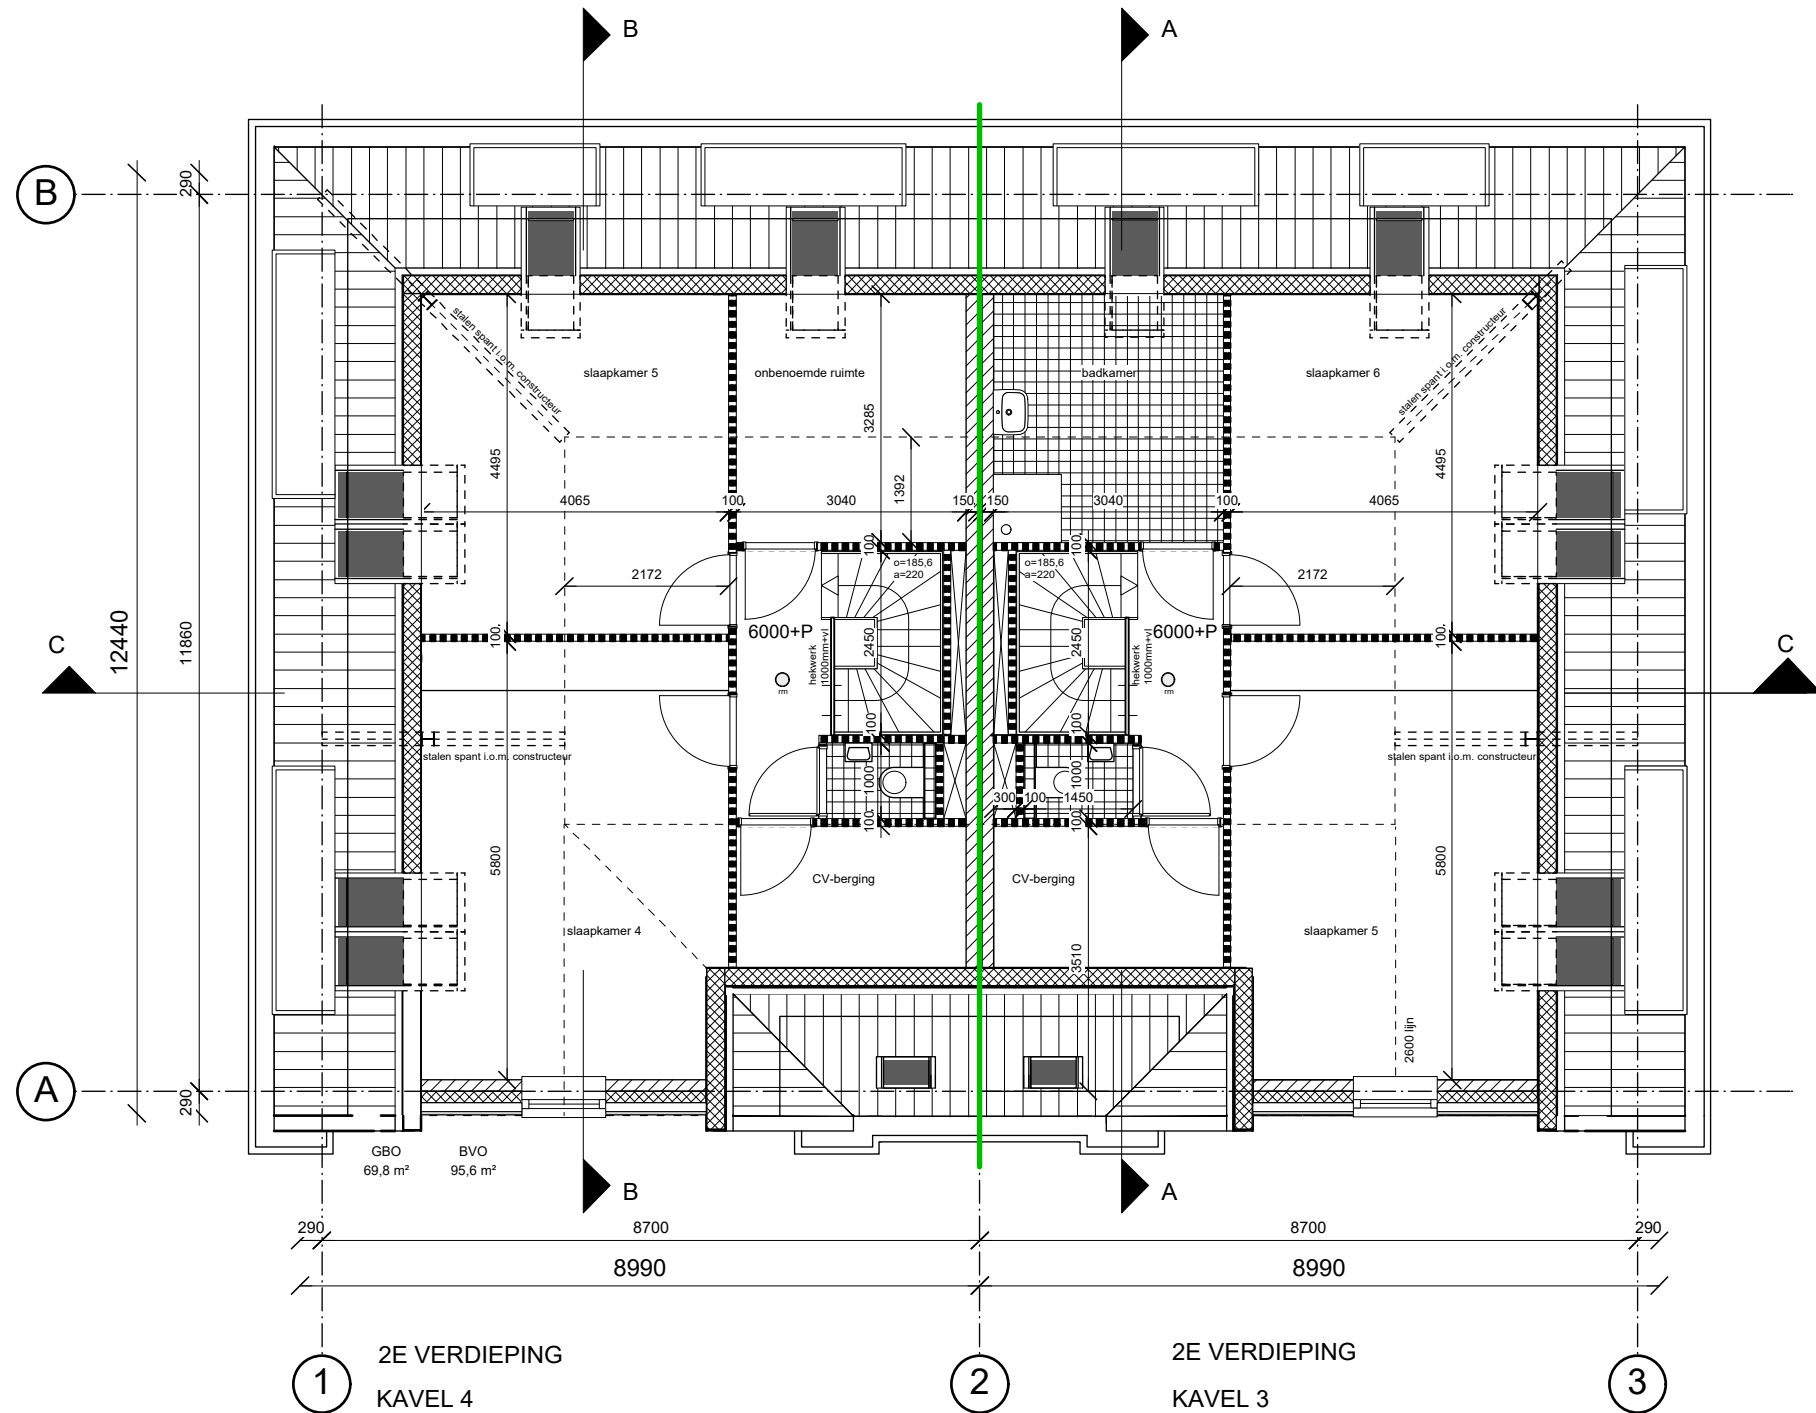 B
A
B
290
12440
11860
C
C
stalen spant i.o.m. constructeur
slaapkamer 5
onbenoemde ruimte
badkamer
slaapkamer 6
stalen spant i.o.m. constructeur
4495
3285
1392
4495
4065
100
3040
150
150
3040
100
4065
100
o=185,6
a=220
100
o=185,6
a=220
2172
2172
6000+P
hekwerk
1000mm+vl
2450
2450
hekwerk
1000mm+vl
6000+P
100
100
rm
rm
100
100
stalen spant i.o.m. constructeur
stalen spant i.o.m. constructeur
1000
1000
300
100
1450
100
100
5800
5800
CV-berging
CV-berging
slaapkamer 4
slaapkamer 5
3510
2600 lijn
A
290
GBO
69,8 m²
BVO
95,6 m²
B
A
290
8700
8700
290
8990
8990
1
2
3
2E VERDIEPING
KAVEL 4
2E VERDIEPING
KAVEL 3